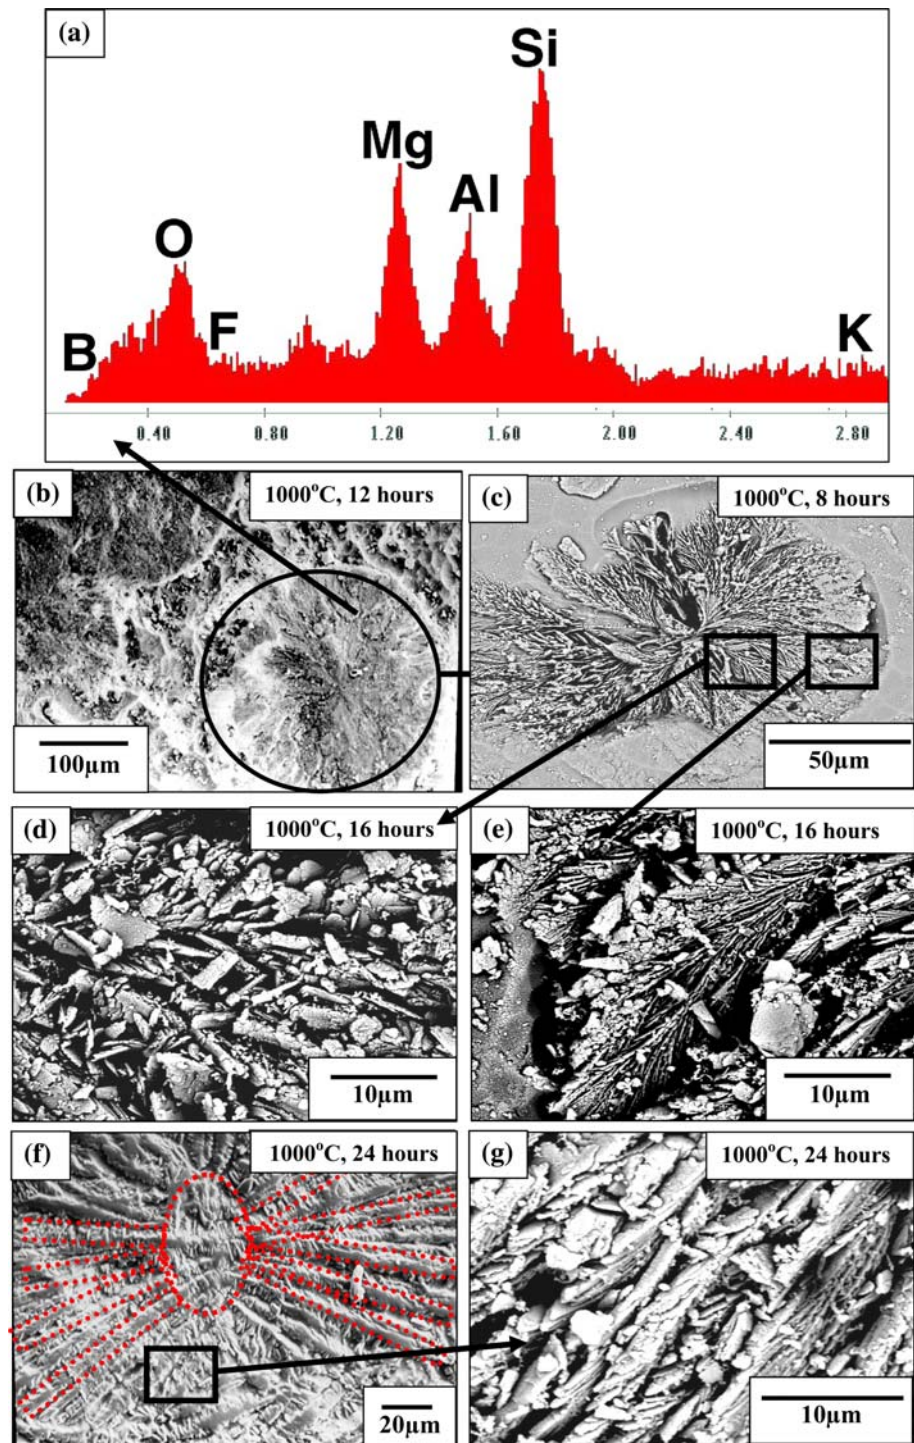 (a)
Si
Mg
Al
O
F
B
K
0.40 0.80 1.20 1.60 2.00 2.40 2.80
(b)
1000°C, 12 hours
100µm
(c)
1000°C, 8 hours
50µm
(d)
1000°C, 16 hours
10µm
(e)
1000°C, 16 hours
10µm
(f)
1000°C, 24 hours
20µm
(g)
1000°C, 24 hours
10µm